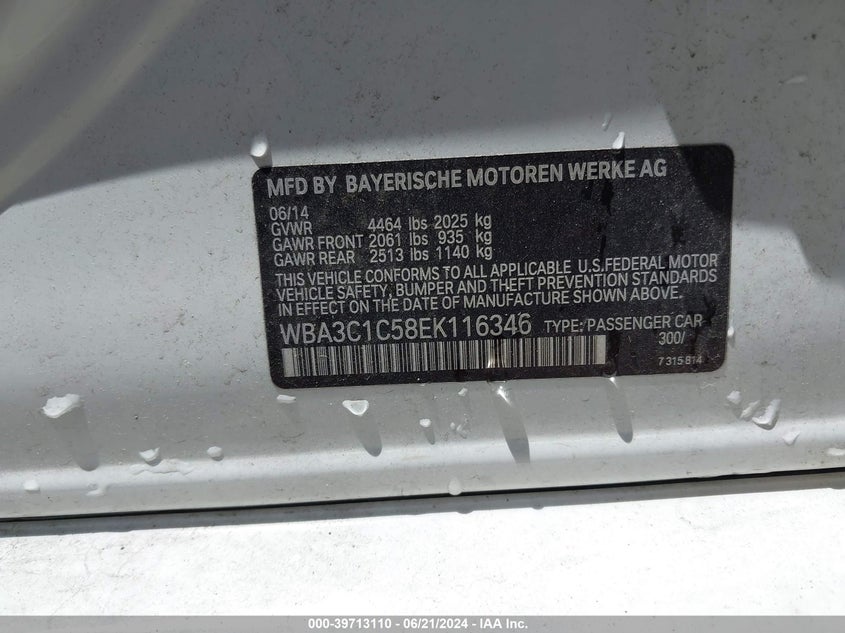 MFD BY BAYERISCHE MOTOREN WERKE AG
06/14
GVWR 4464 lbs 2025 kg
GAWR FRONT 2061 lbs 935 kg
GAWR REAR 2513 lbs 1140 kg
THIS VEHICLE CONFORMS TO ALL APPLICABLE U.S.FEDERAL MOTOR
VEHICLE SAFETY, BUMPER AND THEFT PREVENTION STANDARDS
IN EFFECT ON THE DATE OF MANUFACTURE SHOWN ABOVE.
WBA3C1C58EK116346 TYPE: PASSENGER CAR
300/
7 315 814
000-39713110 - 06/21/2024 - IAA Inc.